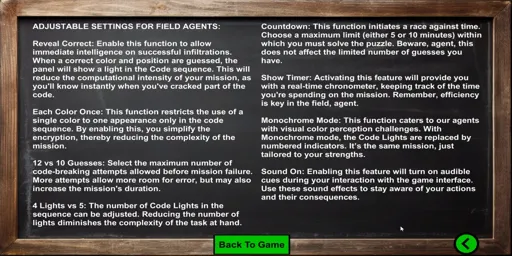 ADJUSTABLE SETTINGS FOR FIELD AGENTS:
Reveal Correct: Enable this function to allow
immediate intelligence on successful infiltrations.
When a correct color and position are guessed, the
panel will show a light in the Code sequence. This will
reduce the computational intensity of your mission, as
you'll know instantly when you've cracked part of the
code.
Each Color Once: This function restricts the use of a
single color to one appearance only in the code
sequence. By enabling this, you simplify the
encryption, thereby reducing the complexity of the
mission.
12 vs 10 Guesses: Select the maximum number of
code-breaking attempts allowed before mission failure.
More attempts allow more room for error, but may also
increase the mission's duration.
4 Lights vs 5: The number of Code Lights in the
sequence can be adjusted. Reducing the number of
lights diminishes the complexity of the task at hand.
Countdown: This function initiates a race against time.
Choose a maximum limit (either 5 or 10 minutes) within
which you must solve the puzzle. Beware, agent, this
does not affect the limited number of guesses you
have.
Show Timer: Activating this feature will provide you
with a real-time chronometer, keeping track of the time
you're spending on the mission. Remember, efficiency
is key in the field, agent.
Monochrome Mode: This function caters to our agents
with visual color perception challenges. With
Monochrome mode, the Code Lights are replaced by
numbered indicators. It's the same mission, just
tailored to your strengths.
Sound On: Enabling this feature will turn on audible
cues during your interaction with the game interface.
Use these sound effects to stay aware of your actions
and their consequences.
Back To Game